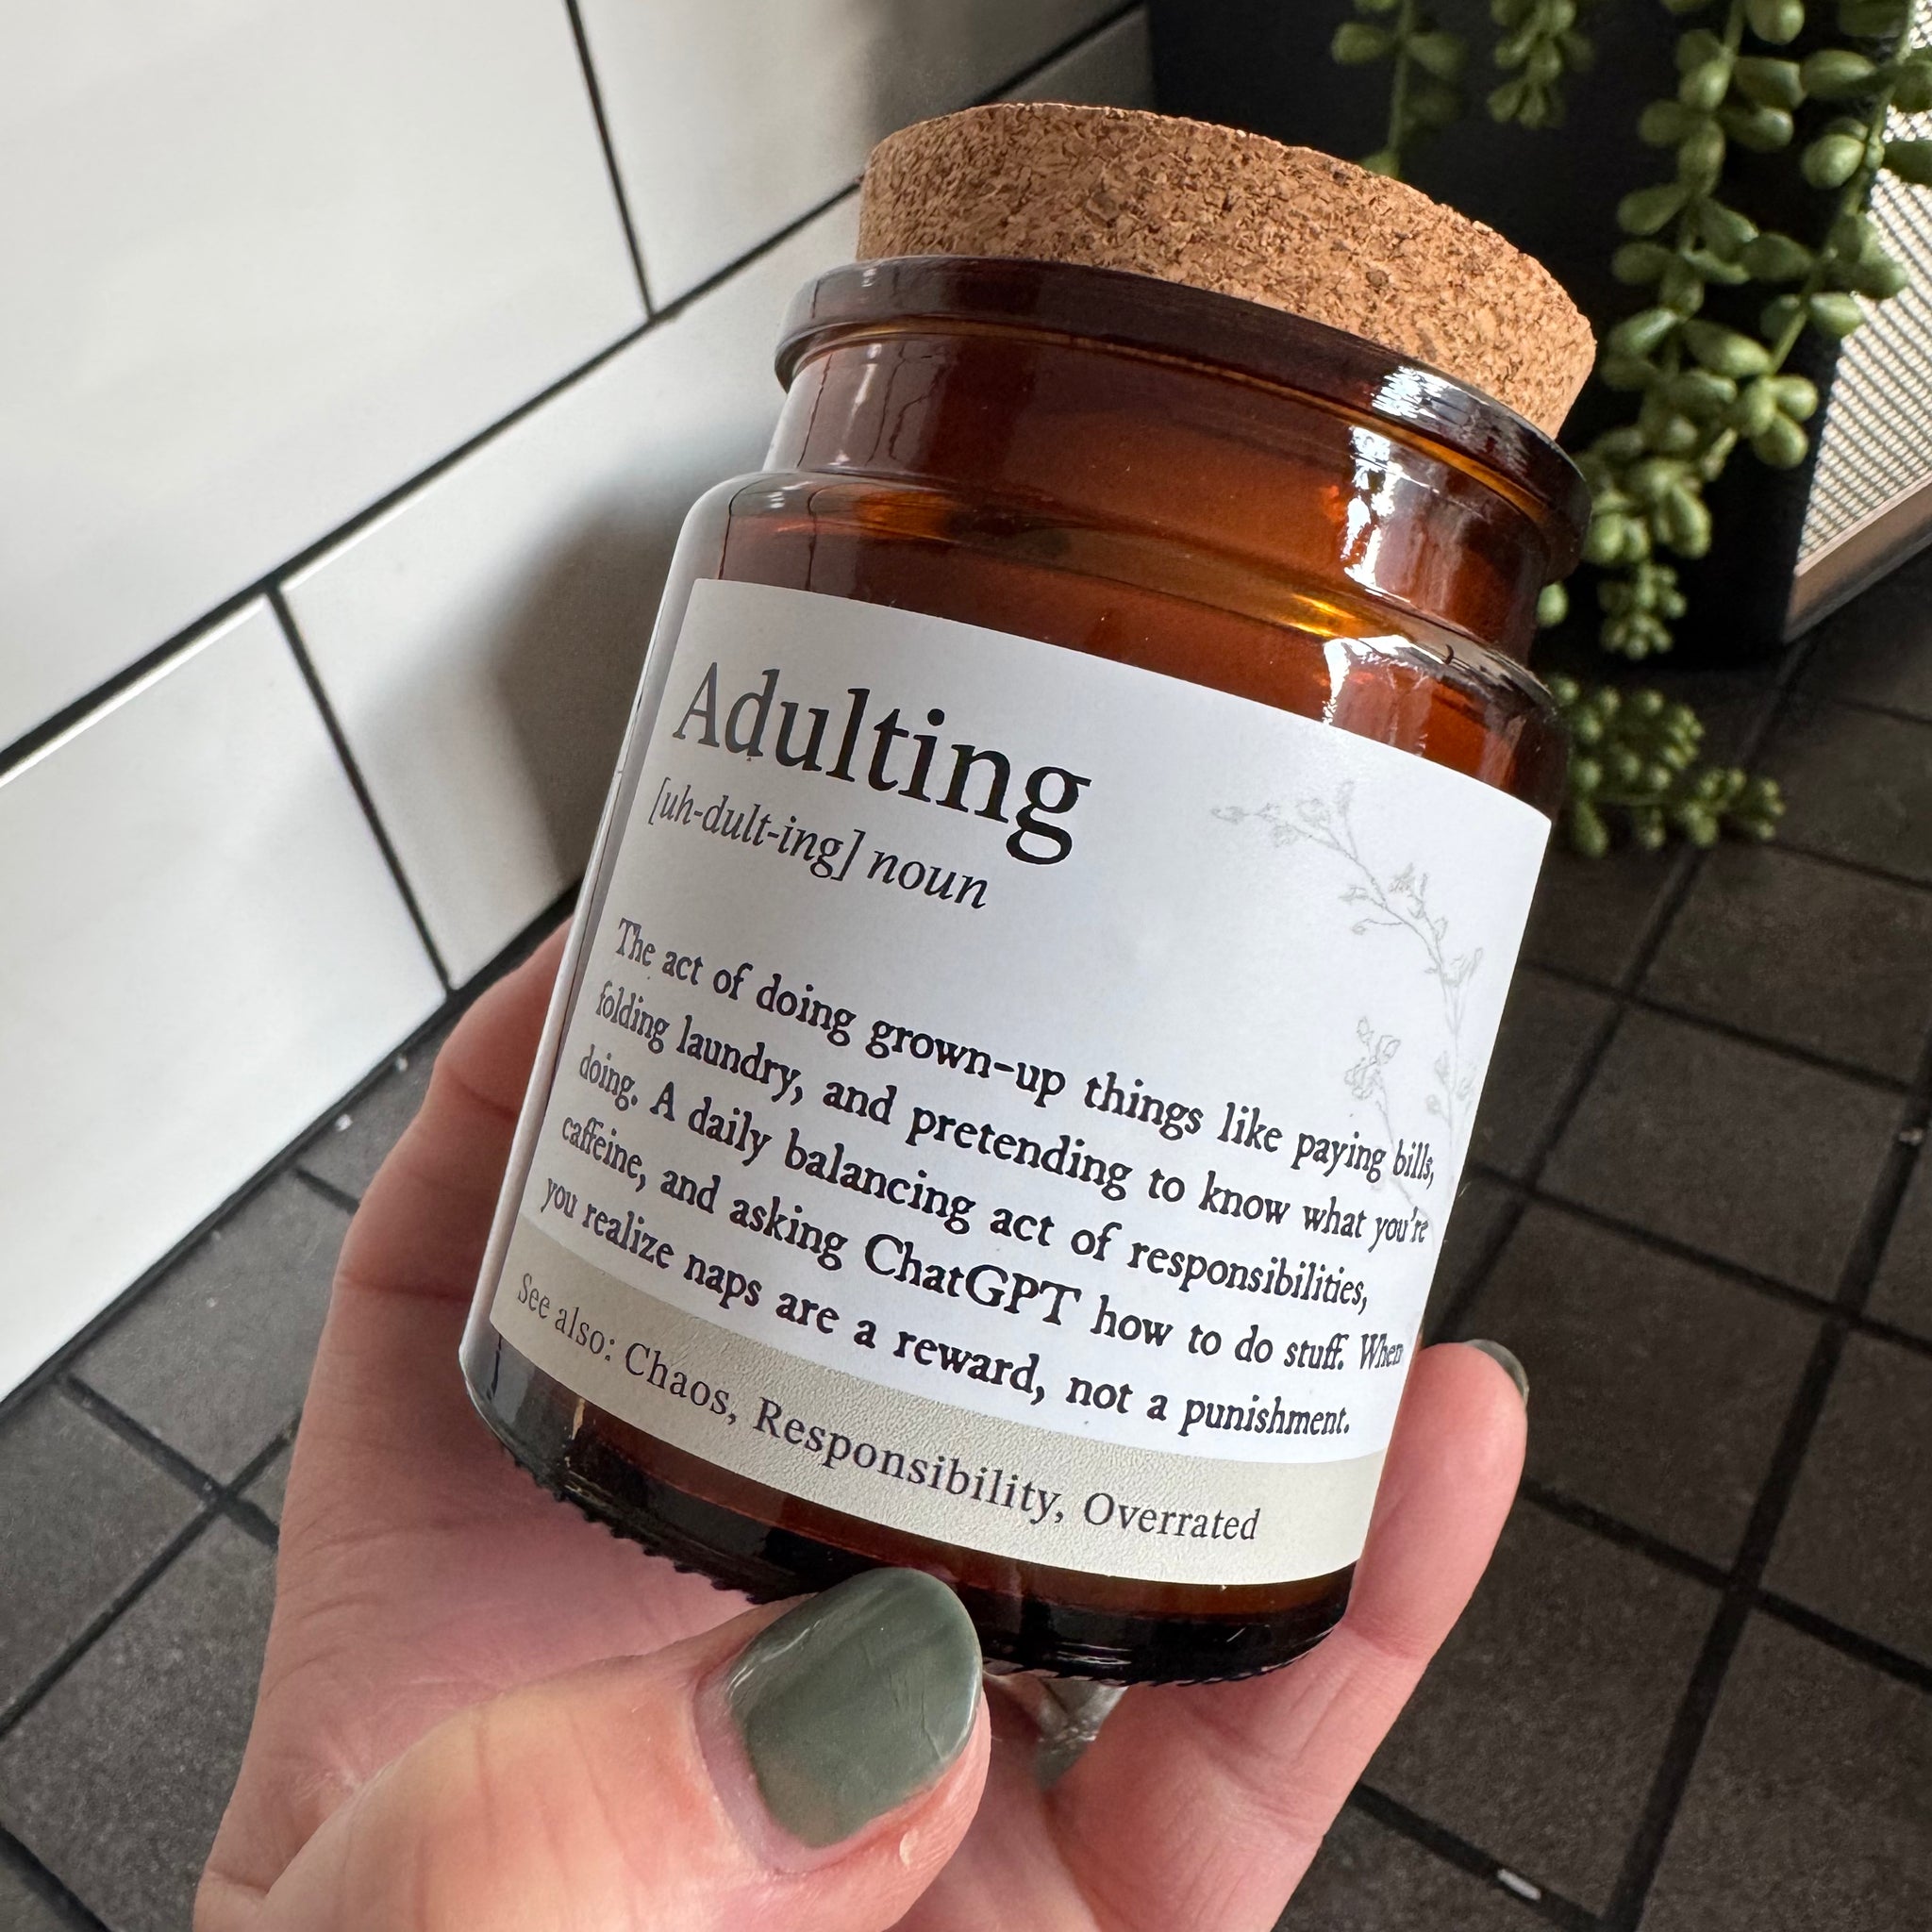 Adulting
[uh-dult-ing] noun
The act of doing grown-up things like paying bills,
folding laundry, and pretending to know what you're
doing. A daily balancing act of responsibilities,
caffeine, and asking ChatGPT how to do stuff. When
you realize naps are a reward, not a punishment.
See also: Chaos, Responsibility, Overrated